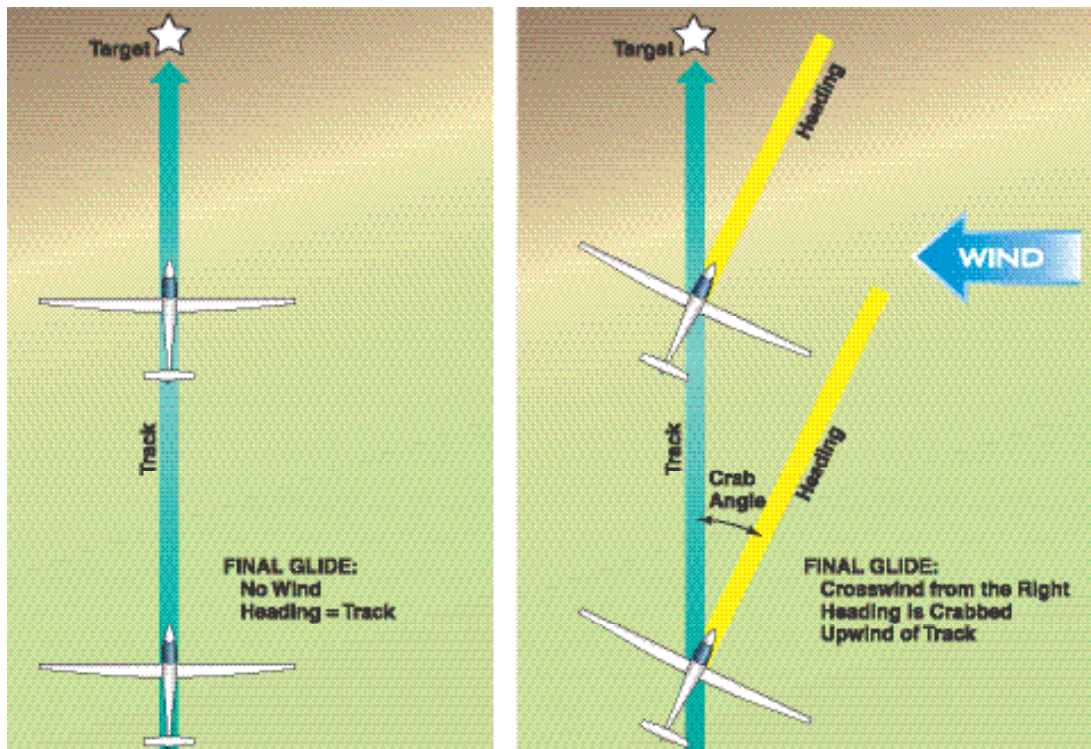 Target
Track
FINAL GLIDE:
No Wind
Heading = Track
Target
Heading
WIND
Track
Heading
Crab
Angle
FINAL GLIDE:
Crosswind from the Right
Heading is Crabbed
Upwind of Track